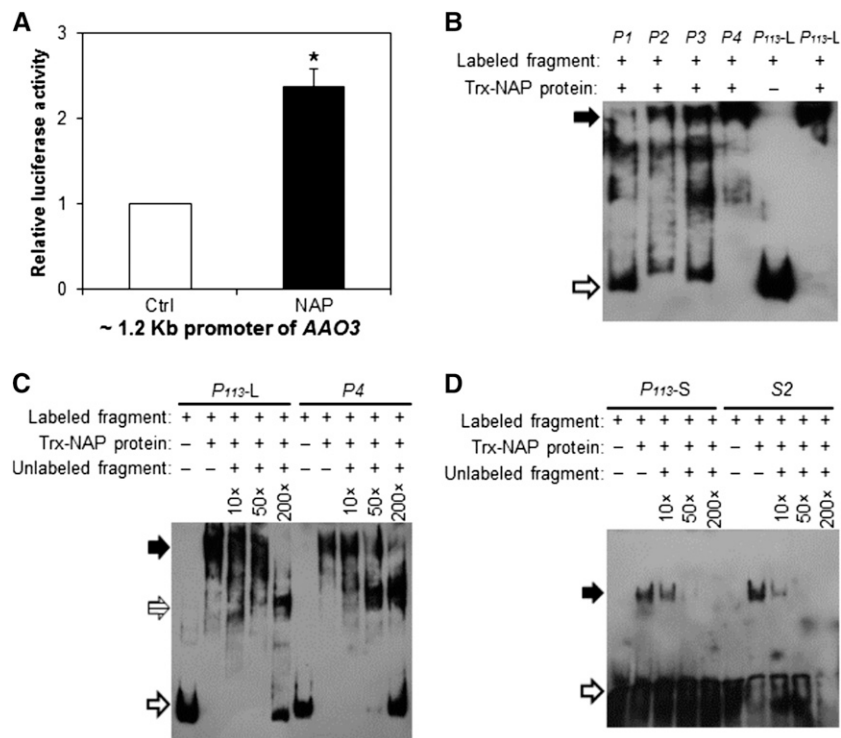 A
Relative luciferase activity
3
2
1
0
*
Ctrl NAP
~ 1.2 Kb promoter of AAO3
B
P1 P2 P3 P4 P113-L P113-L
Labeled fragment: + + + + + +
Trx-NAP protein: + + + + – +
C
P113-L P4
Labeled fragment: + + + + + + + + + +
Trx-NAP protein: – + + + + – + + + +
Unlabeled fragment: – – + + + – – + + +
10× 50× 200× 10× 50× 200×
D
P113-S S2
Labeled fragment: + + + + + + + + + +
Trx-NAP protein: – + + + + – + + + +
Unlabeled fragment: – – + + + – – + + +
10× 50× 200× 10× 50× 200×